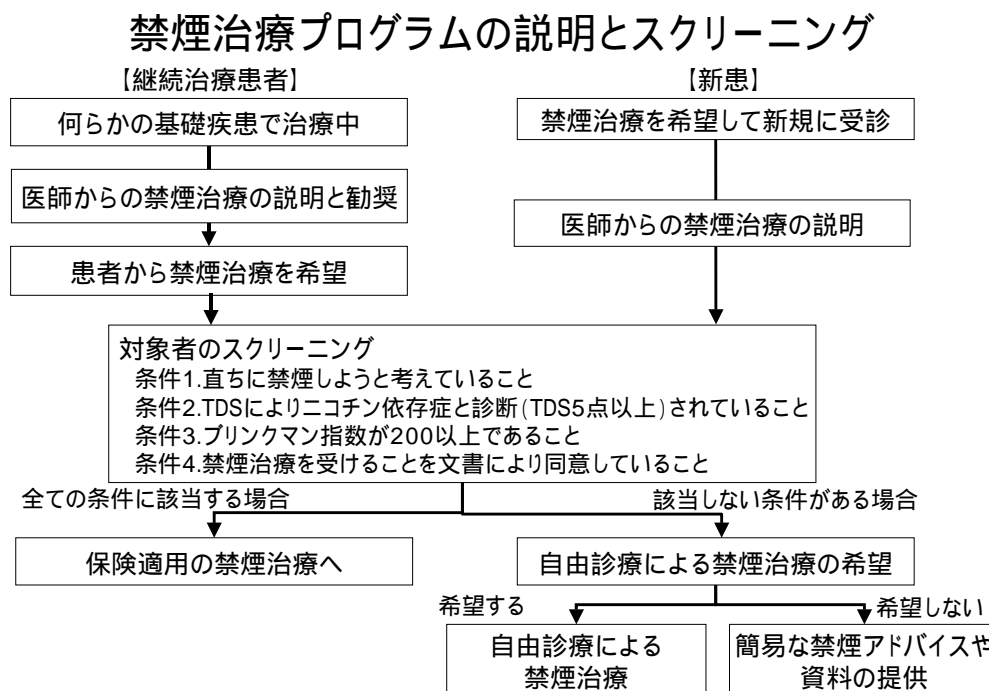 禁煙治療プログラムの説明とスクリーニング
【継続治療患者】
【新患】
何らかの基礎疾患で治療中
禁煙治療を希望して新規に受診
医師からの禁煙治療の説明と勧奨
医師からの禁煙治療の説明
患者から禁煙治療を希望
対象者のスクリーニング
条件1.直ちに禁煙しようと考えていること
条件2.TDSによりニコチン依存症と診断(TDS5点以上)されていること
条件3.ブリンクマン指数が200以上であること
条件4.禁煙治療を受けることを文書により同意していること
全ての条件に該当する場合
該当しない条件がある場合
保険適用の禁煙治療へ
自由診療による禁煙治療の希望
希望する
希望しない
自由診療による
禁煙治療
簡易な禁煙アドバイスや
資料の提供